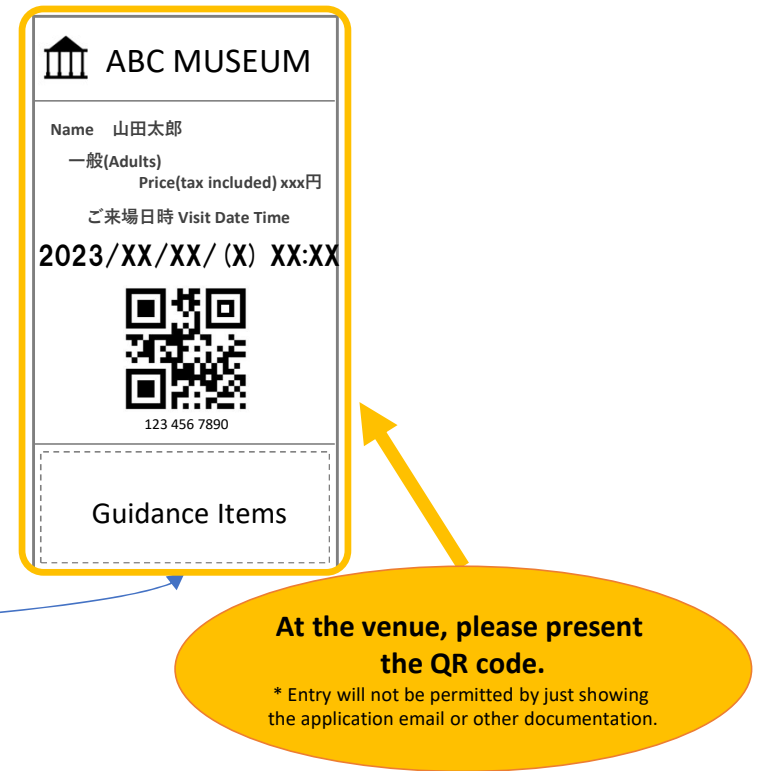 ABC MUSEUM
Name 山田太郎
一般(Adults)
Price(tax included) xxx円
ご来場日時 Visit Date Time
2023/XX/XX/ (X) XX:XX
123 456 7890
Guidance Items
At the venue, please present
the QR code.
* Entry will not be permitted by just showing
the application email or other documentation.